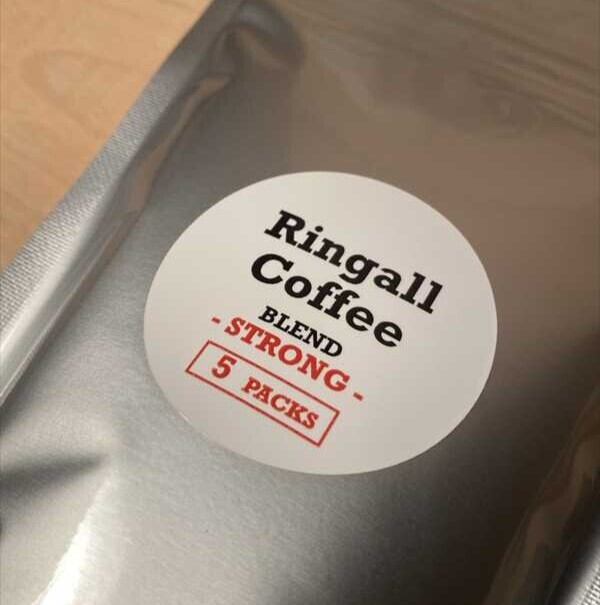 Ringall
Coffee
BLEND
- STRONG -
5 PACKS